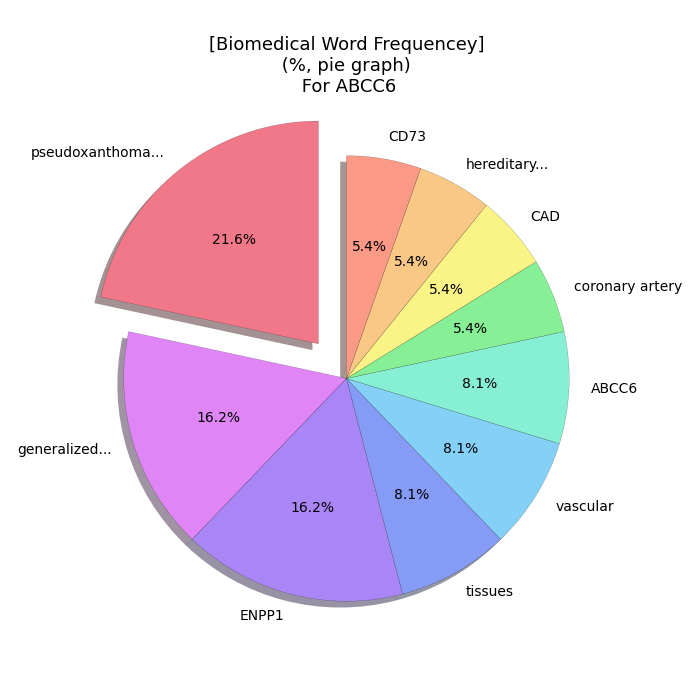 [Biomedical Word Frequencey]
(%, pie graph)
For ABCC6
CD73
hereditary...
pseudoxanthoma...
CAD
21.6%
5.4%
5.4%
coronary artery
5.4%
5.4%
8.1%
ABCC6
16.2%
generalized...
8.1%
8.1%
vascular
16.2%
tissues
ENPP1